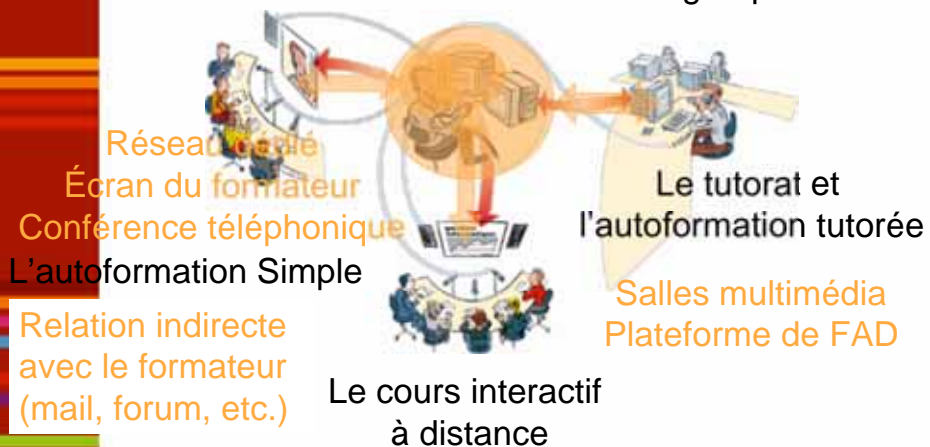 Réseau dédié
Écran du formateur
Conférence téléphonique
L'autoformation Simple
Relation indirecte
avec le formateur
(mail, forum, etc.)
Le tutorat et
l'autoformation tutorée
Salles multimédia
Plateforme de FAD
Le cours interactif
à distance